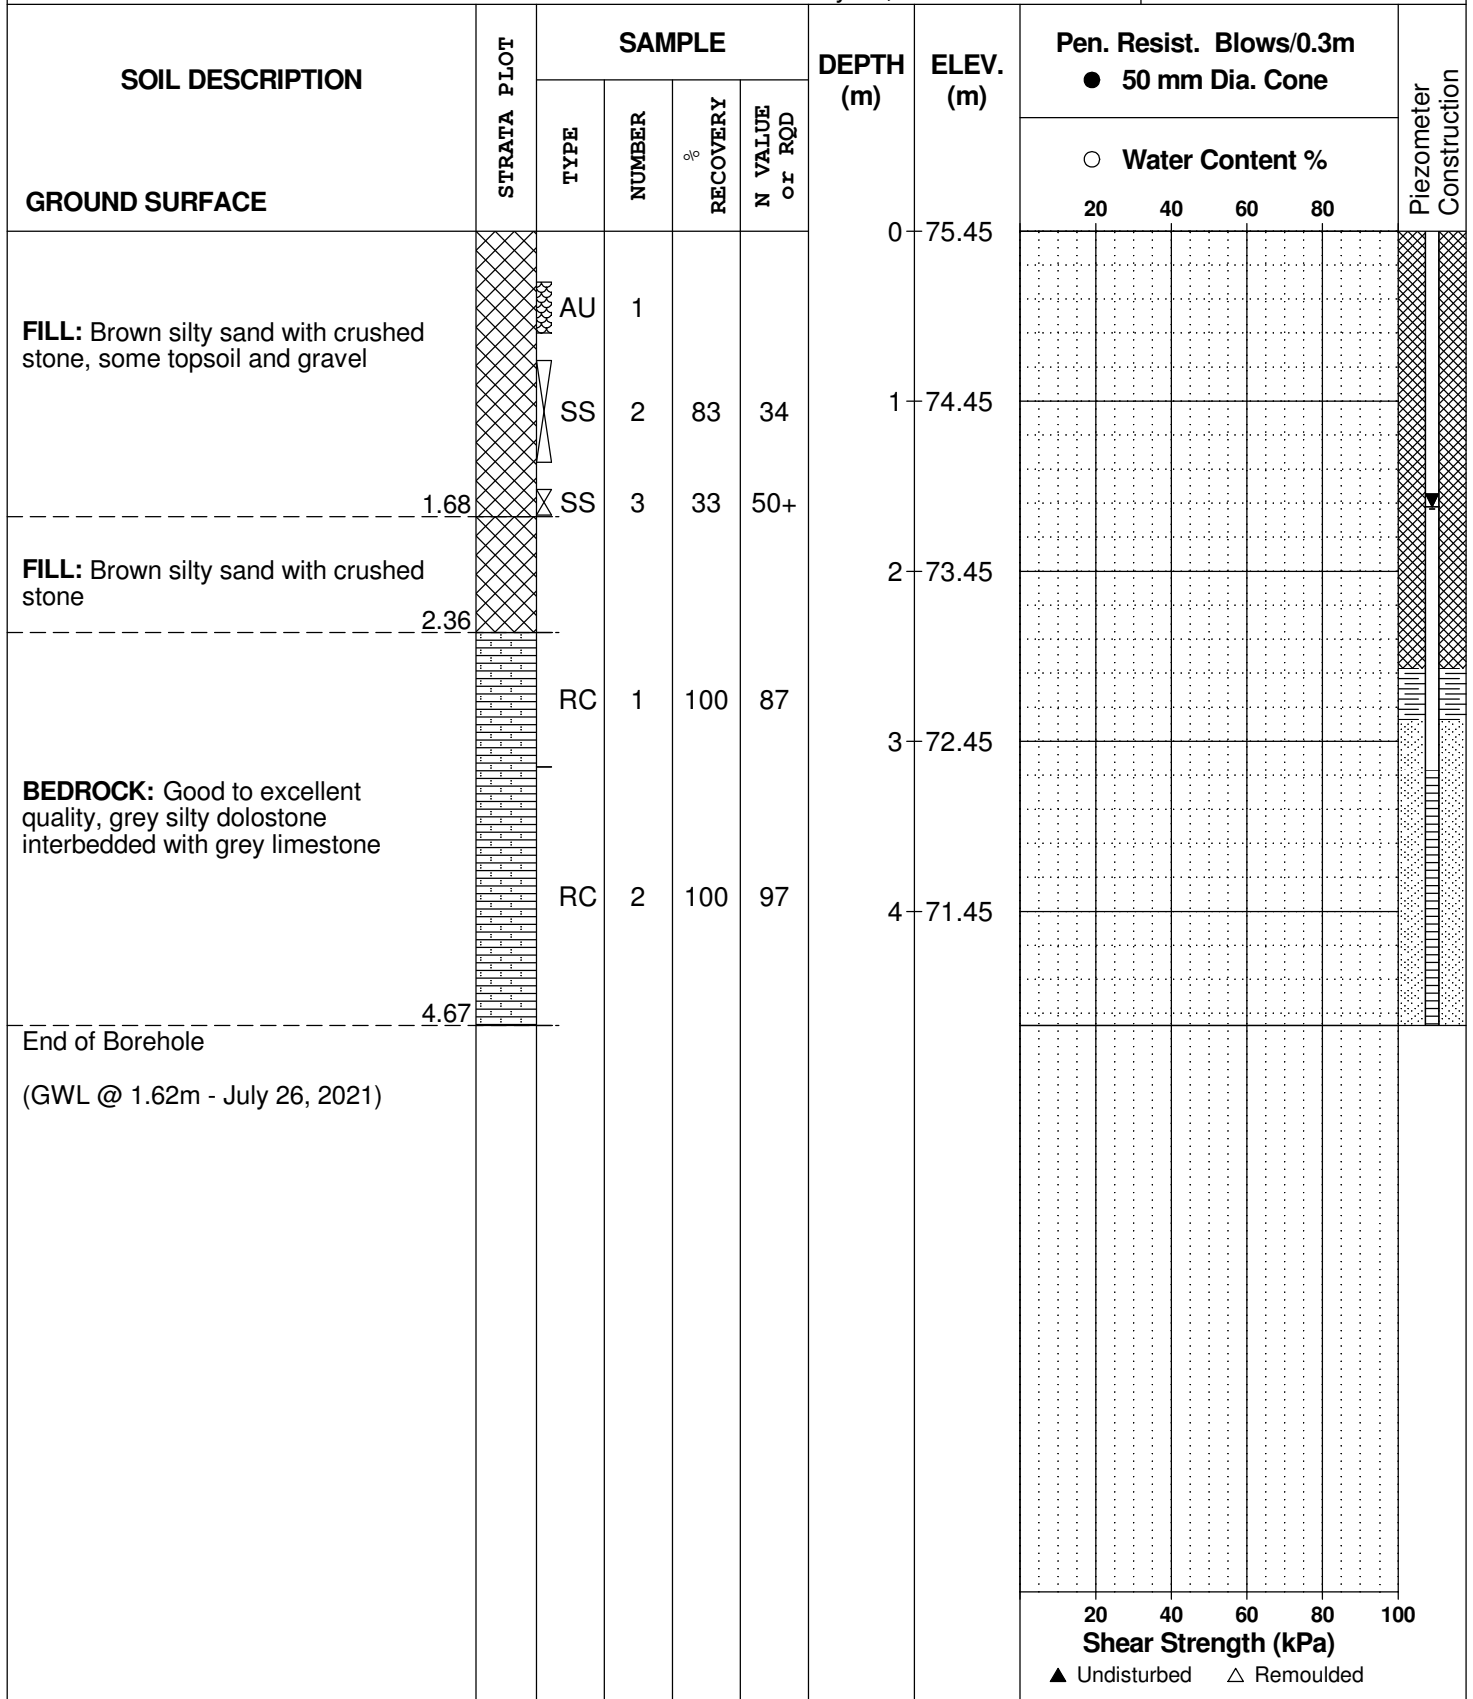 SOIL DESCRIPTION
GROUND SURFACE
STRATA PLOT
SAMPLE
TYPE
NUMBER
%
RECOVERY
N VALUE
or RQD
DEPTH
(m)
ELEV.
(m)
Pen. Resist. Blows/0.3m
● 50 mm Dia. Cone
○ Water Content %
20 40 60 80
Piezometer
Construction
0 75.45
FILL: Brown silty sand with crushed
stone, some topsoil and gravel
AU 1
SS 2 83 34
1 74.45
1.68
SS 3 33 50+
FILL: Brown silty sand with crushed
stone
2 73.45
2.36
RC 1 100 87
3 72.45
BEDROCK: Good to excellent
quality, grey silty dolostone
interbedded with grey limestone
RC 2 100 97
4 71.45
4.67
End of Borehole
(GWL @ 1.62m - July 26, 2021)
20 40 60 80 100
Shear Strength (kPa)
▲ Undisturbed △ Remoulded